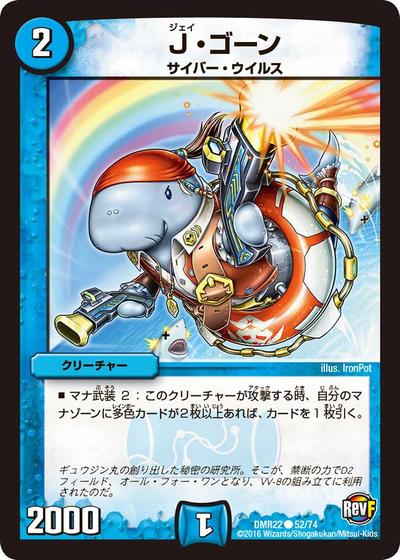 2
ジェイ
J・ゴーン
サイバー・ウイルス
illus. IronPot
クリーチャー
■ マナ武装 2：このクリーチャーが攻撃する時、自分のマ
ナゾーンに多色カードが2枚以上あれば、カードを1枚引く。
ギュウジン丸の創り出した秘密の研究所。そこが、禁断の力でD2
フィールド、オール・フォー・ワンとなり、VV-8の組み立てに利用
されたのだ。
2000
1
DMR22 ● 52/74
©2016 Wizards/Shogakukan/Mitsui-Kids
RevF